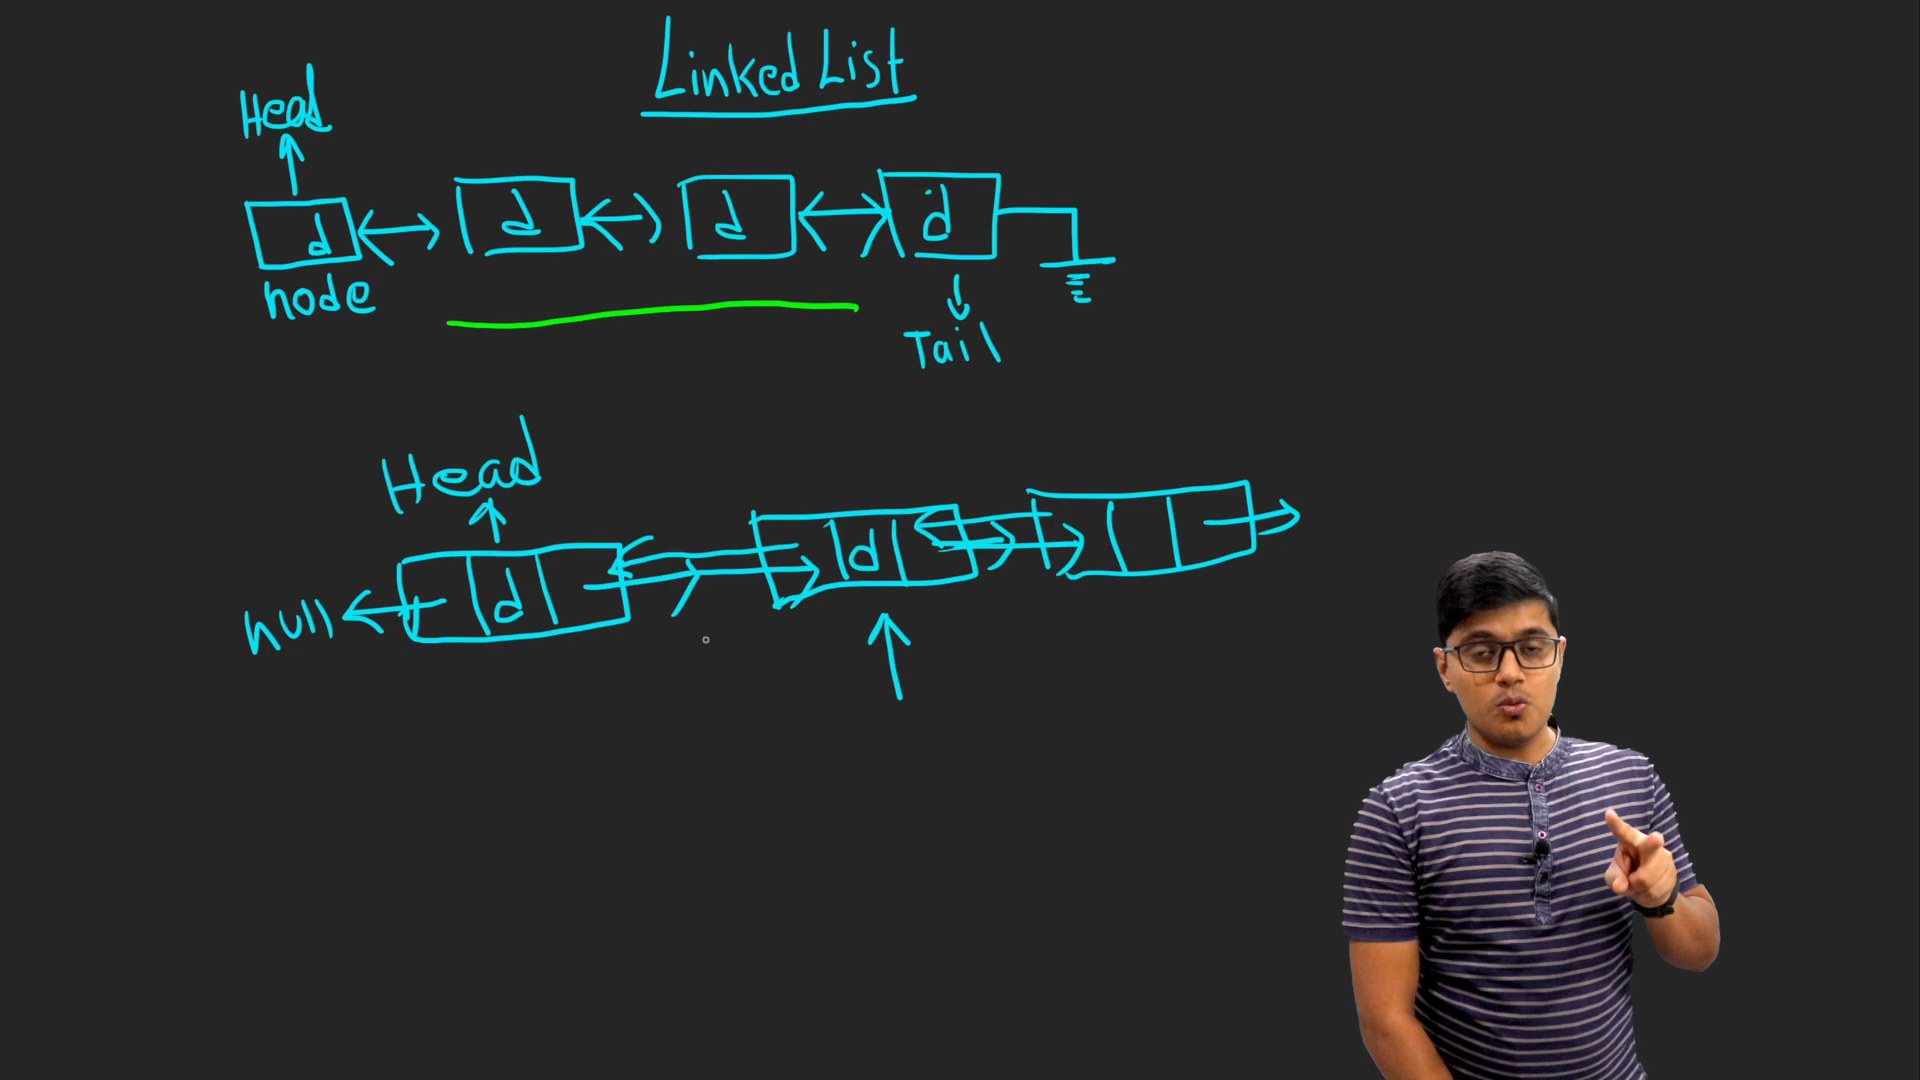 Linked List
Head
d d d d
node
Tail
Head
null d d